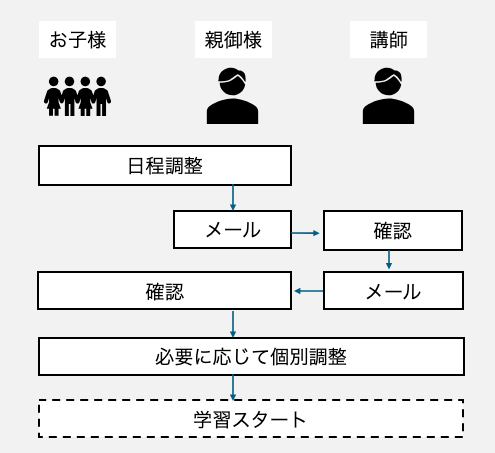 お子様
親御様
講師
日程調整
メール
確認
確認
メール
必要に応じて個別調整
学習スタート